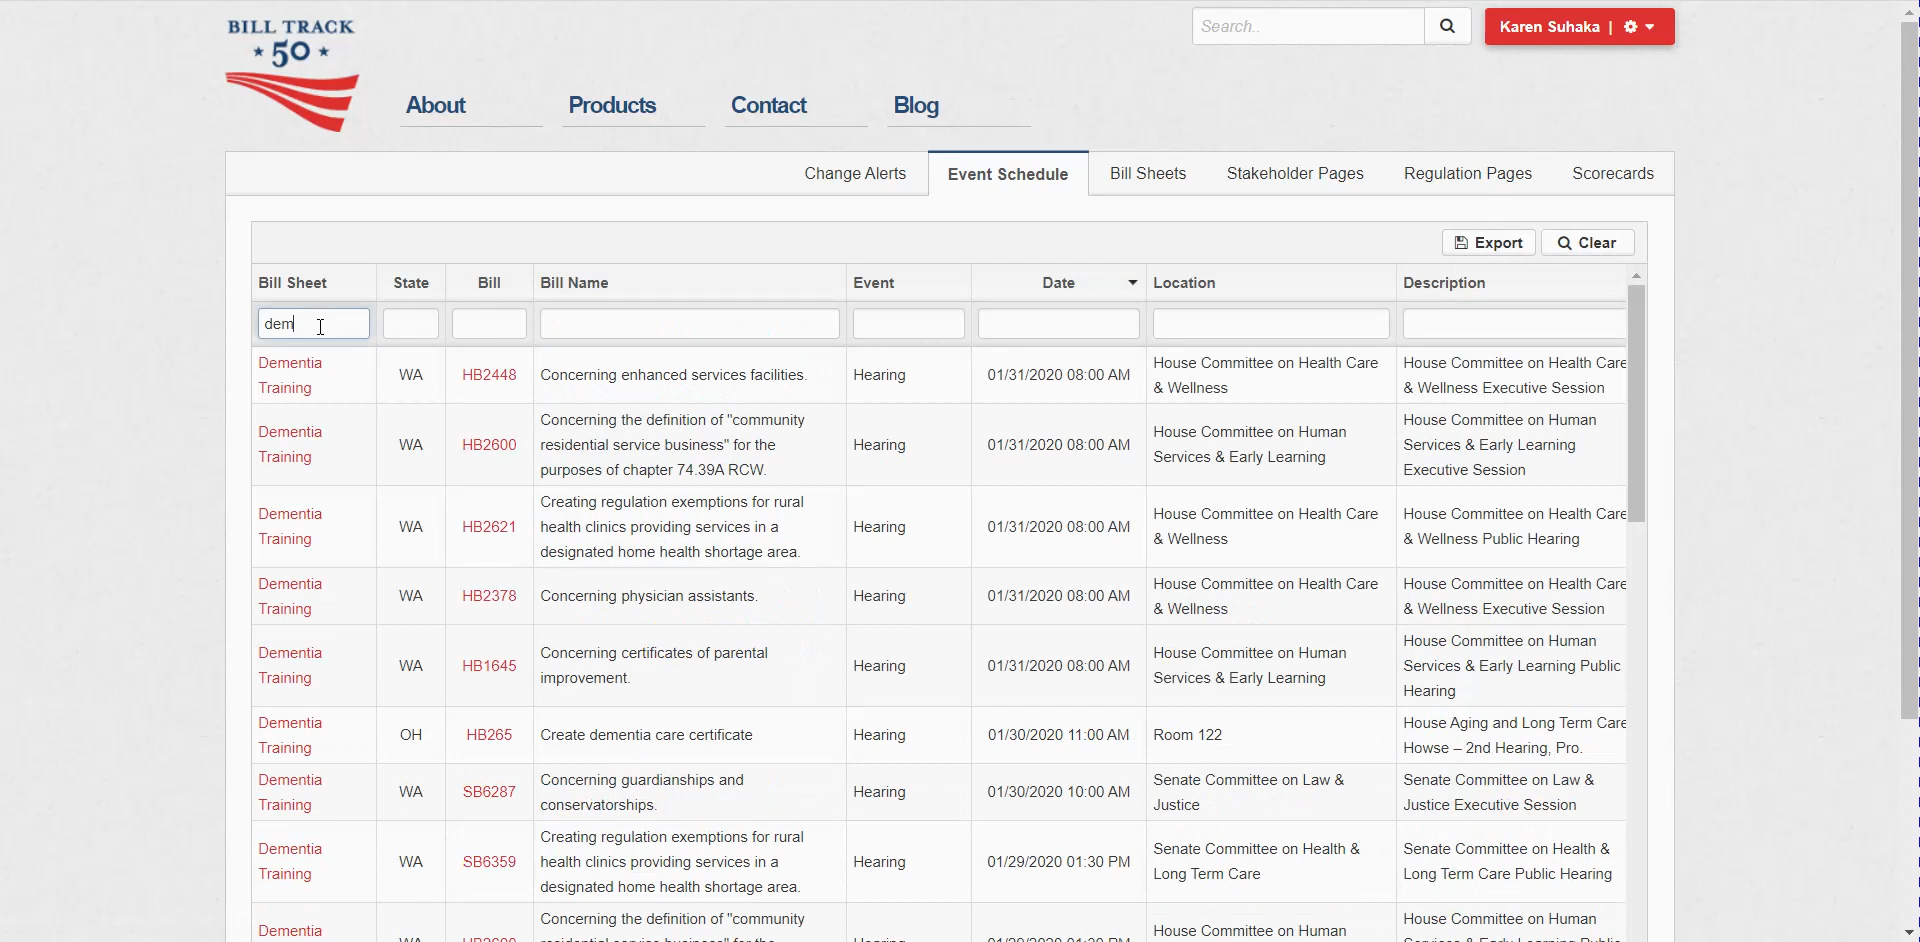 BILL TRACK
50
Search..
Karen Suhaka |
About
Products
Contact
Blog
Change Alerts
Event Schedule
Bill Sheets
Stakeholder Pages
Regulation Pages
Scorecards
Export
Clear
Bill Sheet
State
Bill
Bill Name
Event
Date
Location
Description
dem
Dementia
Training
WA
HB2448
Concerning enhanced services facilities.
Hearing
01/31/2020 08:00 AM
House Committee on Health Care
& Wellness
House Committee on Health Care
& Wellness Executive Session
Dementia
Training
WA
HB2600
Concerning the definition of "community
residential service business" for the
purposes of chapter 74.39A RCW.
Hearing
01/31/2020 08:00 AM
House Committee on Human
Services & Early Learning
House Committee on Human
Services & Early Learning
Executive Session
Dementia
Training
WA
HB2621
Creating regulation exemptions for rural
health clinics providing services in a
designated home health shortage area.
Hearing
01/31/2020 08:00 AM
House Committee on Health Care
& Wellness
House Committee on Health Care
& Wellness Public Hearing
Dementia
Training
WA
HB2378
Concerning physician assistants.
Hearing
01/31/2020 08:00 AM
House Committee on Health Care
& Wellness
House Committee on Health Care
& Wellness Executive Session
Dementia
Training
WA
HB1645
Concerning certificates of parental
improvement.
Hearing
01/31/2020 08:00 AM
House Committee on Human
Services & Early Learning
House Committee on Human
Services & Early Learning Public
Hearing
Dementia
Training
OH
HB265
Create dementia care certificate
Hearing
01/30/2020 11:00 AM
Room 122
House Aging and Long Term Care
Howse – 2nd Hearing, Pro.
Dementia
Training
WA
SB6287
Concerning guardianships and
conservatorships.
Hearing
01/30/2020 10:00 AM
Senate Committee on Law &
Justice
Senate Committee on Law &
Justice Executive Session
Dementia
Training
WA
SB6359
Creating regulation exemptions for rural
health clinics providing services in a
designated home health shortage area.
Hearing
01/29/2020 01:30 PM
Senate Committee on Health &
Long Term Care
Senate Committee on Health &
Long Term Care Public Hearing
Dementia
Concerning the definition of "community
House Committee on Human
House Committee on Human